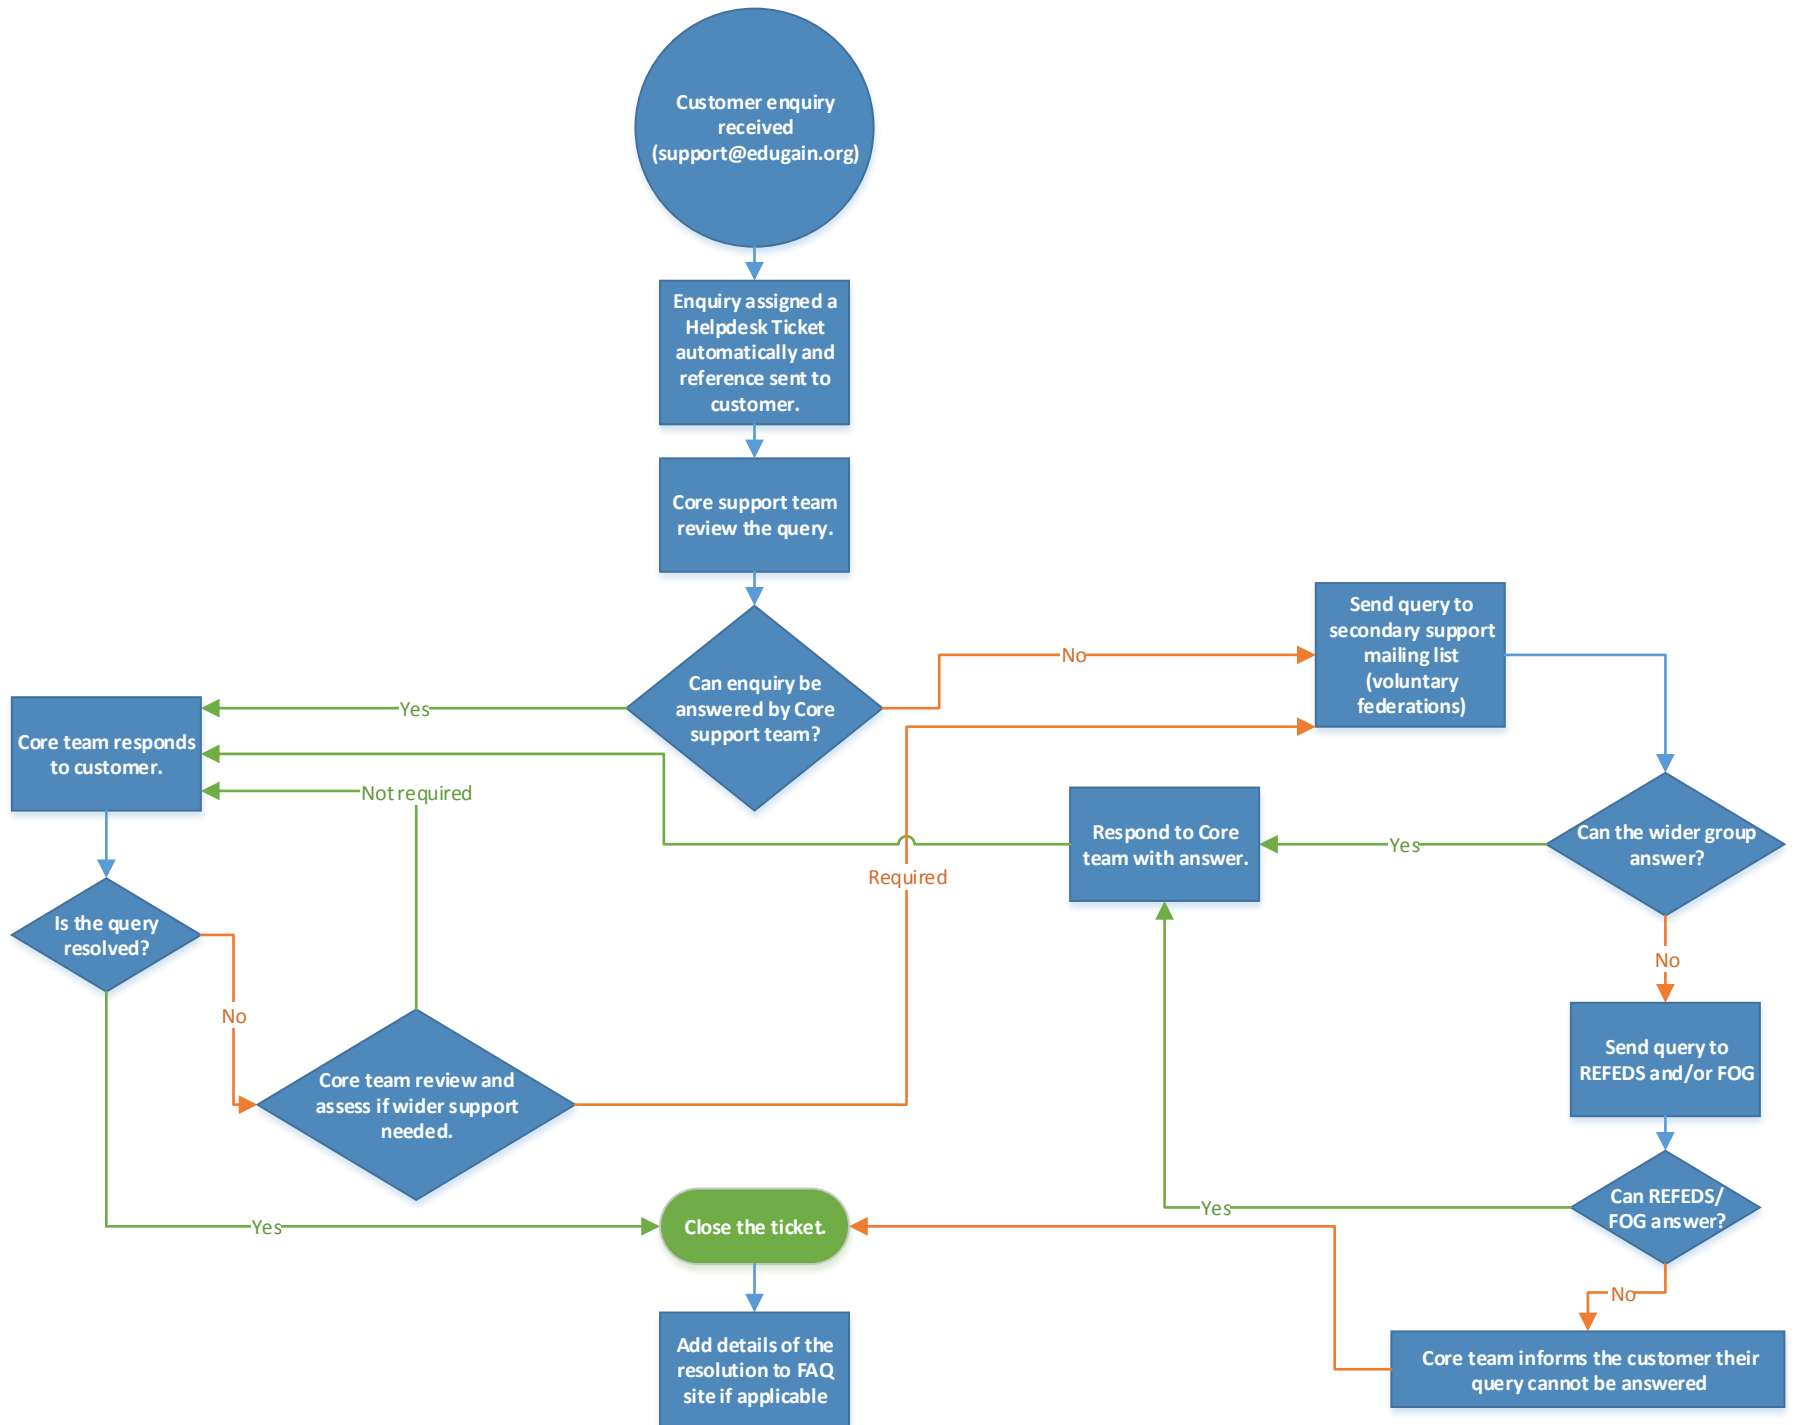 Customer enquiry
received
(support@edugain.org)
Enquiry assigned a
Helpdesk Ticket
automatically and
reference sent to
customer.
Core support team
review the query.
Can enquiry be
answered by Core
support team?
Yes
No
Send query to
secondary support
mailing list
(voluntary
federations)
Core team responds
to customer.
Not required
Required
Respond to Core
team with answer.
Yes
Can the wider group
answer?
Is the query
resolved?
No
No
Core team review and
assess if wider support
needed.
Send query to
REFEDS and/or FOG
Can REFEDS/
FOG answer?
Yes
Yes
Close the ticket.
No
Add details of the
resolution to FAQ
site if applicable
Core team informs the customer their
query cannot be answered